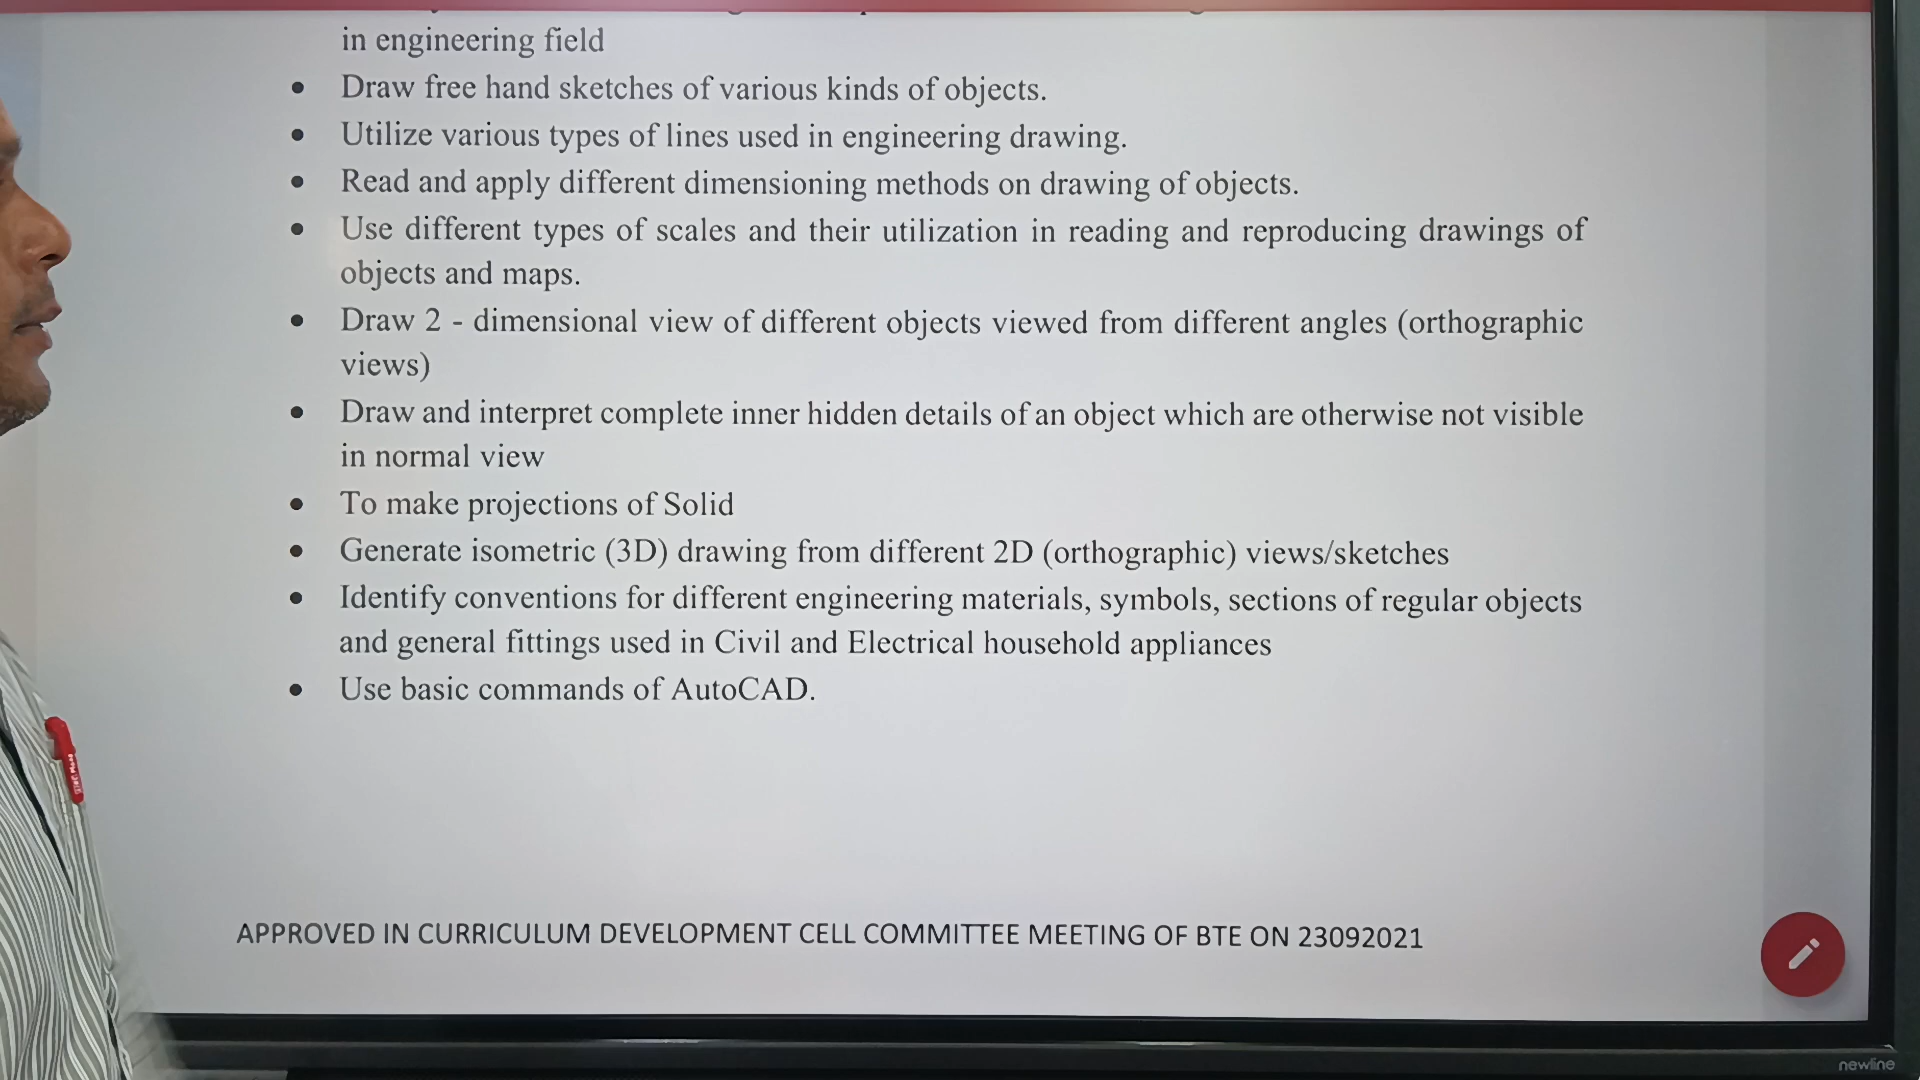 in engineering field
• Draw free hand sketches of various kinds of objects.
• Utilize various types of lines used in engineering drawing.
• Read and apply different dimensioning methods on drawing of objects.
• Use different types of scales and their utilization in reading and reproducing drawings of
objects and maps.
• Draw 2 - dimensional view of different objects viewed from different angles (orthographic
views)
• Draw and interpret complete inner hidden details of an object which are otherwise not visible
in normal view
• To make projections of Solid
• Generate isometric (3D) drawing from different 2D (orthographic) views/sketches
• Identify conventions for different engineering materials, symbols, sections of regular objects
and general fittings used in Civil and Electrical household appliances
• Use basic commands of AutoCAD.
APPROVED IN CURRICULUM DEVELOPMENT CELL COMMITTEE MEETING OF BTE ON 23092021
newline